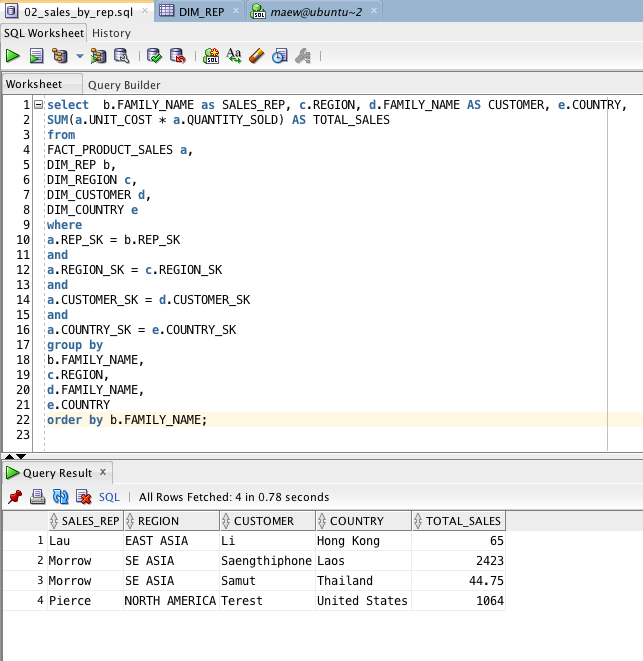 02_sales_by_rep.sql × DIM_REP × maew@ubuntu~2 ×
SQL Worksheet History
SQL Aa
Worksheet Query Builder
1 select  b.FAMILY_NAME as SALES_REP, c.REGION, d.FAMILY_NAME AS CUSTOMER, e.COUNTRY,
2 SUM(a.UNIT_COST * a.QUANTITY_SOLD) AS TOTAL_SALES
3 from
4 FACT_PRODUCT_SALES a,
5 DIM_REP b,
6 DIM_REGION c,
7 DIM_CUSTOMER d,
8 DIM_COUNTRY e
9 where
10 a.REP_SK = b.REP_SK
11 and
12 a.REGION_SK = c.REGION_SK
13 and
14 a.CUSTOMER_SK = d.CUSTOMER_SK
15 and
16 a.COUNTRY_SK = e.COUNTRY_SK
17 group by
18 b.FAMILY_NAME,
19 c.REGION,
20 d.FAMILY_NAME,
21 e.COUNTRY
22 order by b.FAMILY_NAME;
23
Query Result ×
SQL | All Rows Fetched: 4 in 0.78 seconds
SALES_REP REGION CUSTOMER COUNTRY TOTAL_SALES
1 Lau EAST ASIA Li Hong Kong 65
2 Morrow SE ASIA Saengthiphone Laos 2423
3 Morrow SE ASIA Samut Thailand 44.75
4 Pierce NORTH AMERICA Terest United States 1064